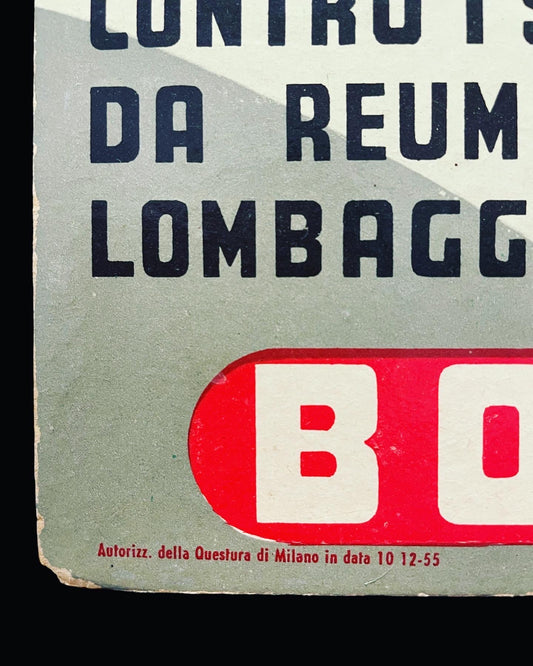 CONTRO I S
DA REUM
LOMBAGG
BO
Autorizz. della Questura di Milano in data 10 12-55